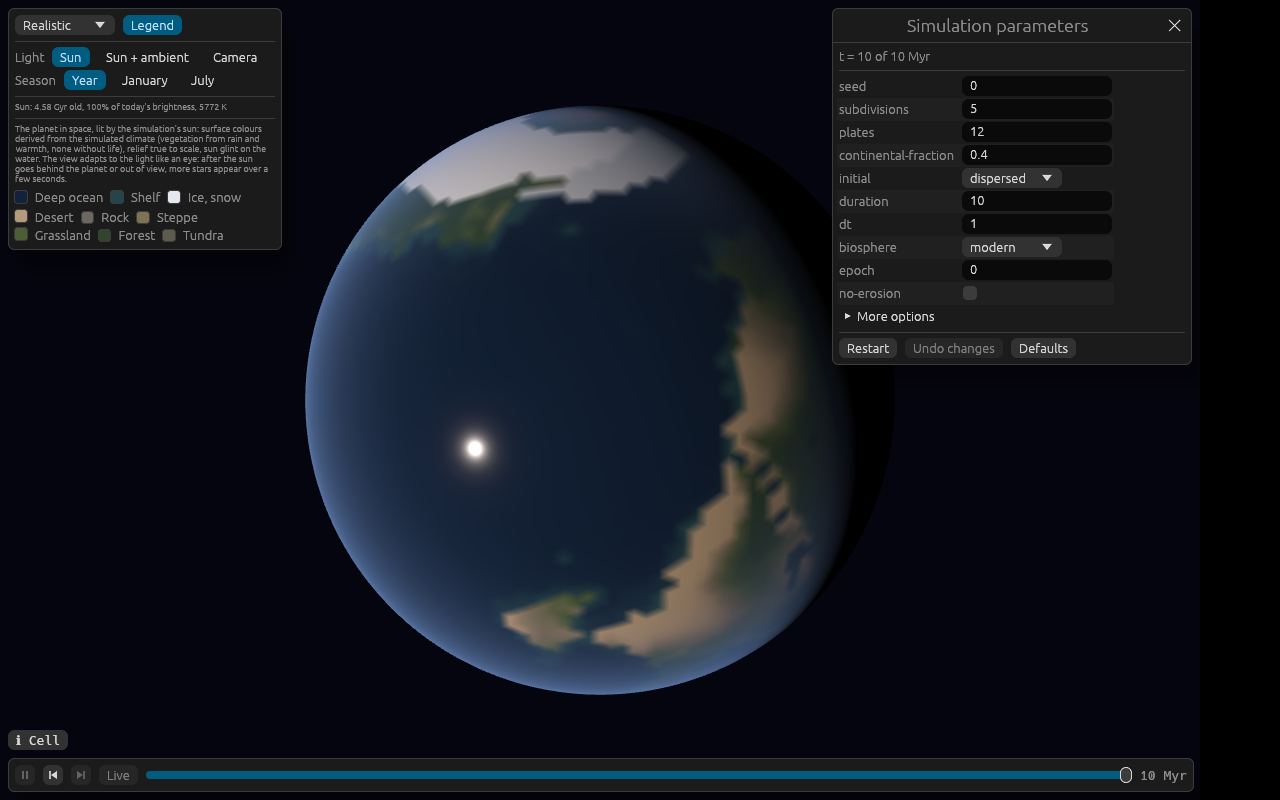 Realistic
Legend
Light Sun Sun + ambient Camera
Season Year January July
Sun: 4.58 Gyr old, 100% of today's brightness, 5772 K
The planet in space, lit by the simulation's sun: surface colours
derived from the simulated climate (vegetation from rain and
warmth, none without life), relief true to scale, sun glint on the
water. The view adapts to the light like an eye: after the sun
goes behind the planet or out of view, more stars appear over a
few seconds.
Deep ocean Shelf Ice, snow
Desert Rock Steppe
Grassland Forest Tundra
Simulation parameters
t = 10 of 10 Myr
seed 0
subdivisions 5
plates 12
continental-fraction 0.4
initial dispersed
duration 10
dt 1
biosphere modern
epoch 0
no-erosion
More options
Restart Undo changes Defaults
i Cell
Live
10 Myr